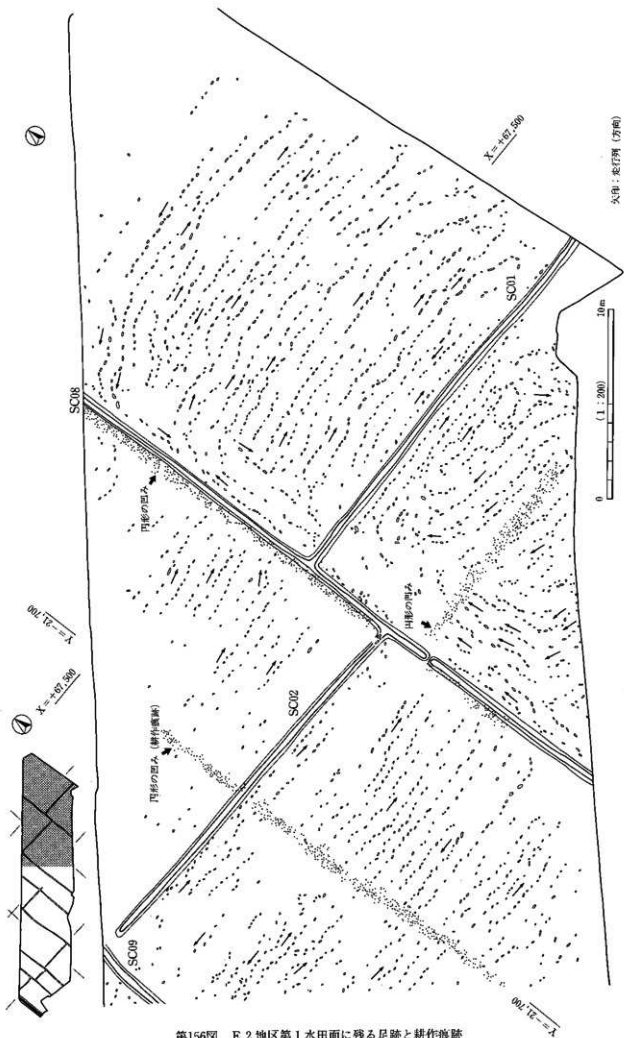 X＝+67,500
Y＝−21,700
SC08
円形の凹み
X＝+67,500
SC01
矢印：走行列 (方向)
0
(1：200)
10m
円形の凹み
円形の凹み (耕作痕跡)
SC02
SC09
Y＝−21,700
第156図 F 2 地区第 1 水田面に残る足跡と耕作痕跡